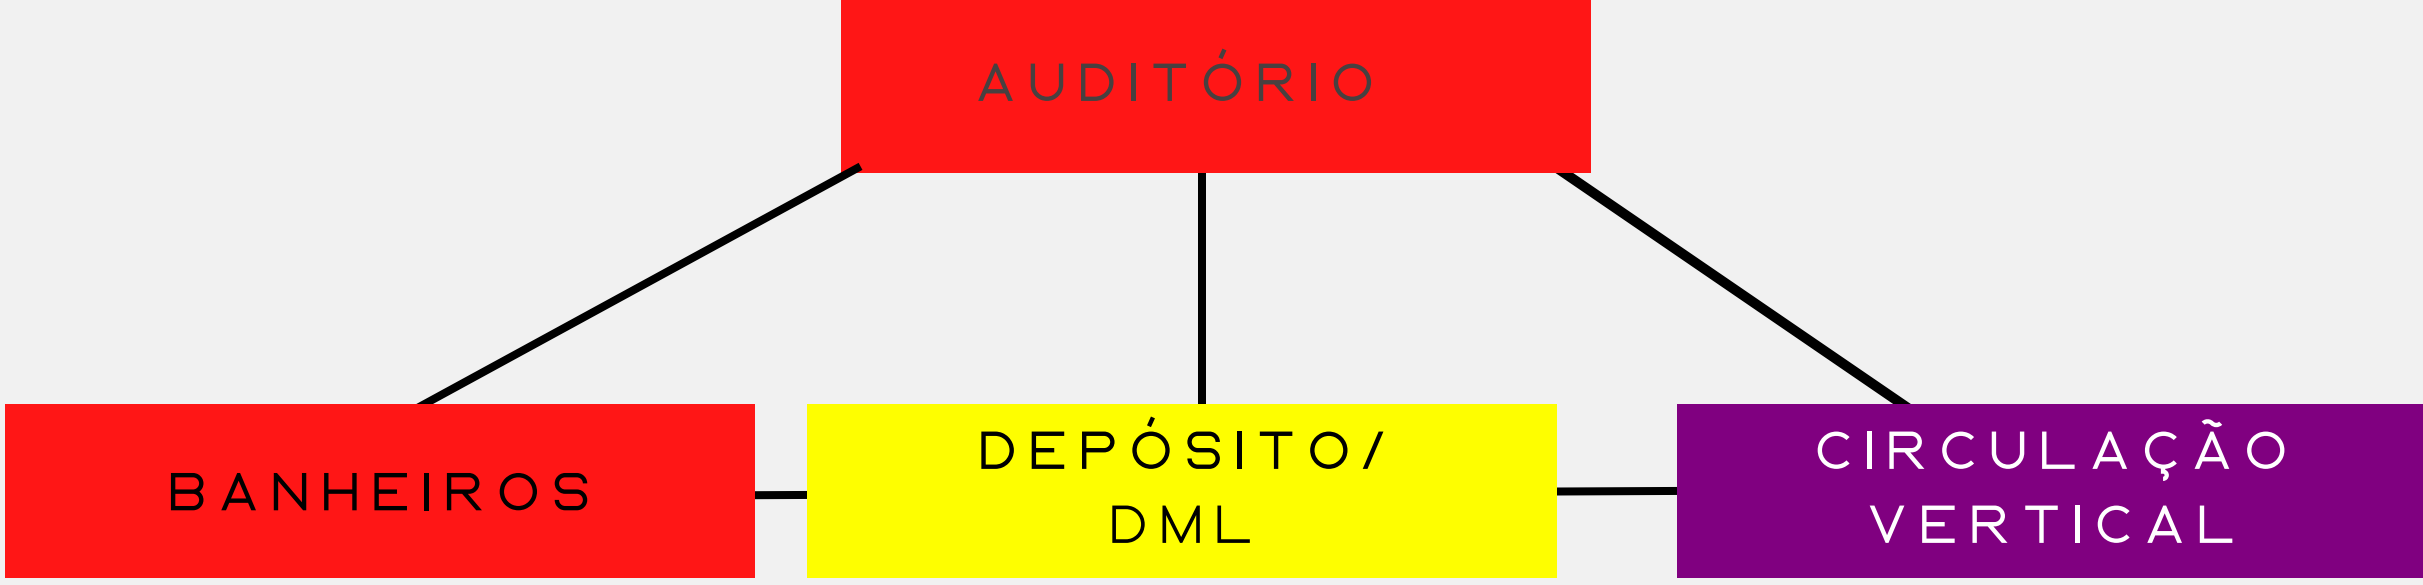 AUDITÓRIO
BANHEIROS
DEPÓSITO/
DML
CIRCULAÇÃO
VERTICAL